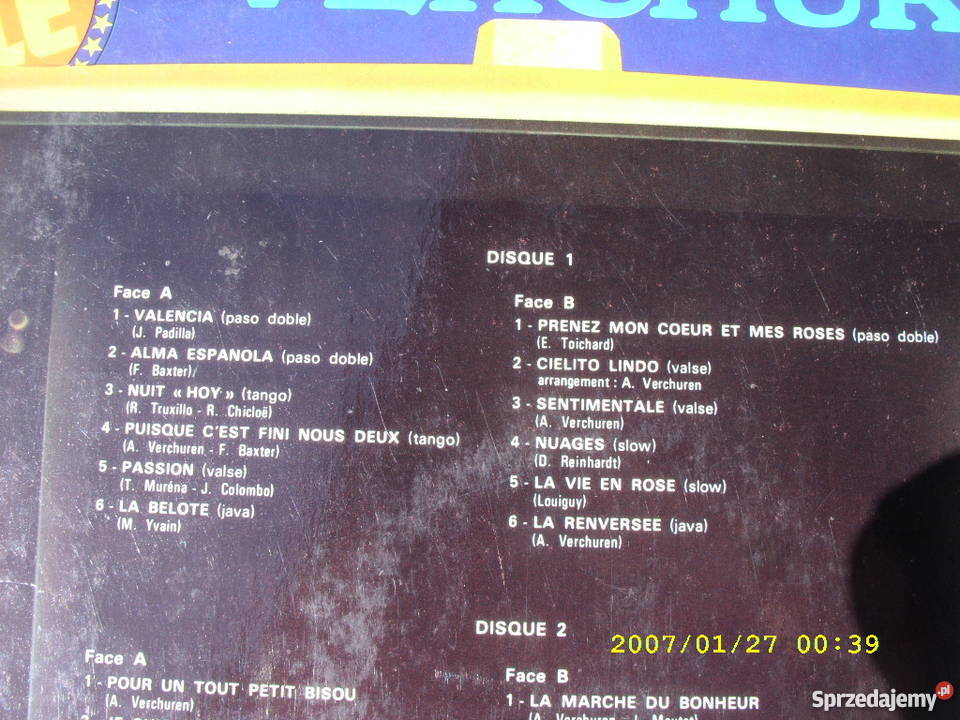 DISQUE 1
Face A
1 - VALENCIA (paso doble)
(J. Padilla)
2 - ALMA ESPANOLA (paso doble)
(F. Baxter)
3 - NUIT « HOY » (tango)
(R. Truxillo - R. Chicloë)
4 - PUISQUE C'EST FINI NOUS DEUX (tango)
(A. Verchuren - F. Baxter)
5 - PASSION (valse)
(T. Muréna - J. Colombo)
6 - LA BELOTE (java)
(M. Yvain)
Face B
1 - PRENEZ MON COEUR ET MES ROSES (paso doble)
(E. Toichard)
2 - CIELITO LINDO (valse)
arrangement : A. Verchuren
3 - SENTIMENTALE (valse)
(A. Verchuren)
4 - NUAGES (slow)
(D. Reinhardt)
5 - LA VIE EN ROSE (slow)
(Louiguy)
6 - LA RENVERSEE (java)
(A. Verchuren)
DISQUE 2
Face A
1 - POUR UN TOUT PETIT BISOU
(A. Verchuren)
Face B
1 - LA MARCHE DU BONHEUR
2007/01/27 00:39
Sprzedajemy.pl